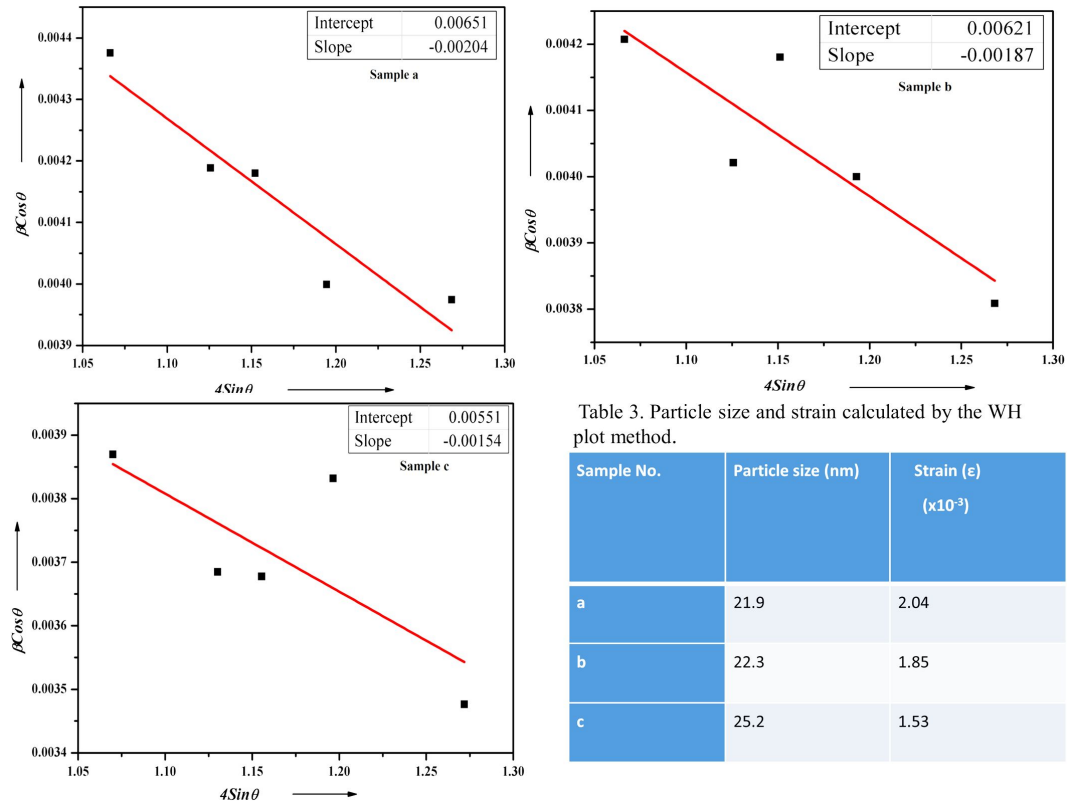 0.0044
0.0043
0.0042
0.0041
0.0040
0.0039
βCosθ
Intercept 0.00651
Slope -0.00204
Sample a
1.05 1.10 1.15 1.20 1.25 1.30
4Sinθ
0.0042
0.0041
0.0040
0.0039
0.0038
βCosθ
Intercept 0.00621
Slope -0.00187
Sample b
1.05 1.10 1.15 1.20 1.25 1.30
4Sinθ
0.0039
0.0038
0.0037
0.0036
0.0035
0.0034
βCosθ
Intercept 0.00551
Slope -0.00154
Sample c
1.05 1.10 1.15 1.20 1.25 1.30
4Sinθ
Table 3. Particle size and strain calculated by the WH
plot method.
Sample No. Particle size (nm) Strain (ε)
(x10⁻³)
a 21.9 2.04
b 22.3 1.85
c 25.2 1.53